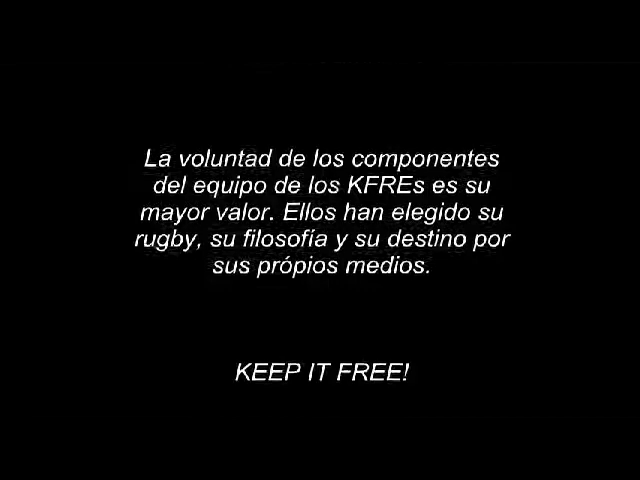 La voluntad de los componentes
del equipo de los KFREs es su
mayor valor. Ellos han elegido su
rugby, su filosofía y su destino por
sus própios medios.
KEEP IT FREE!